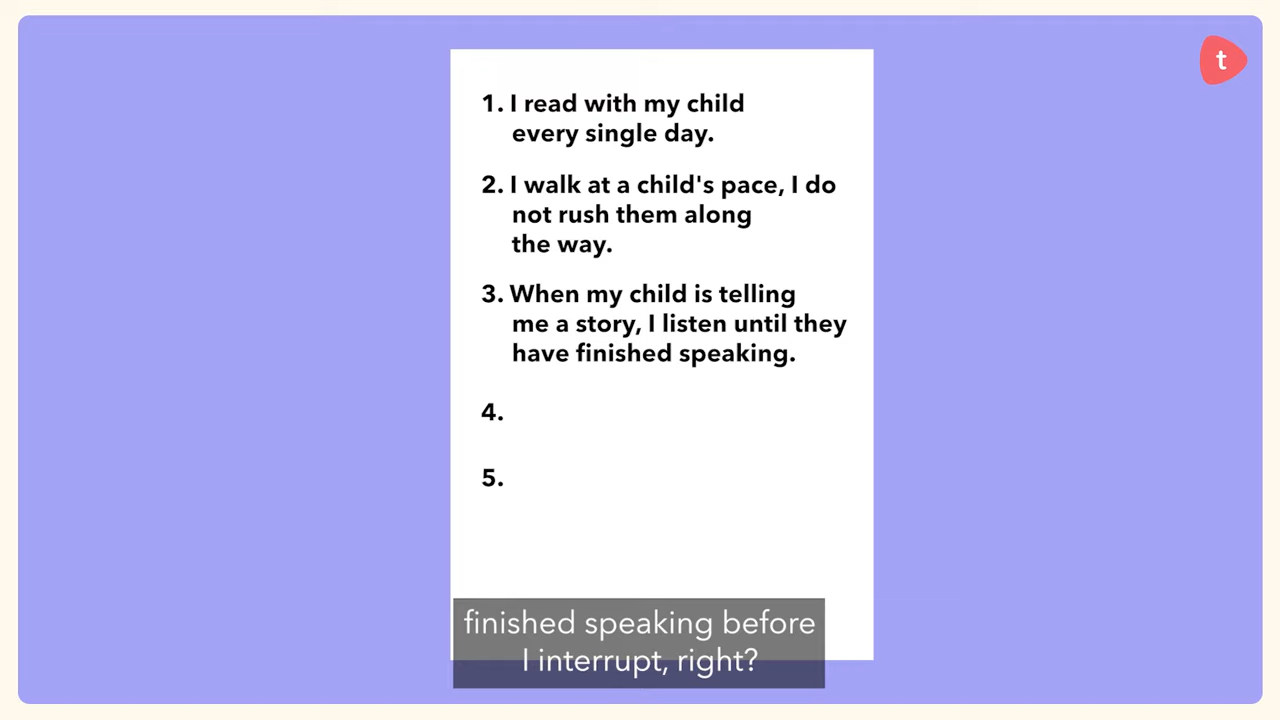 t
1. I read with my child
every single day.
2. I walk at a child's pace, I do
not rush them along
the way.
3. When my child is telling
me a story, I listen until they
have finished speaking.
4.
5.
finished speaking before
I interrupt, right?